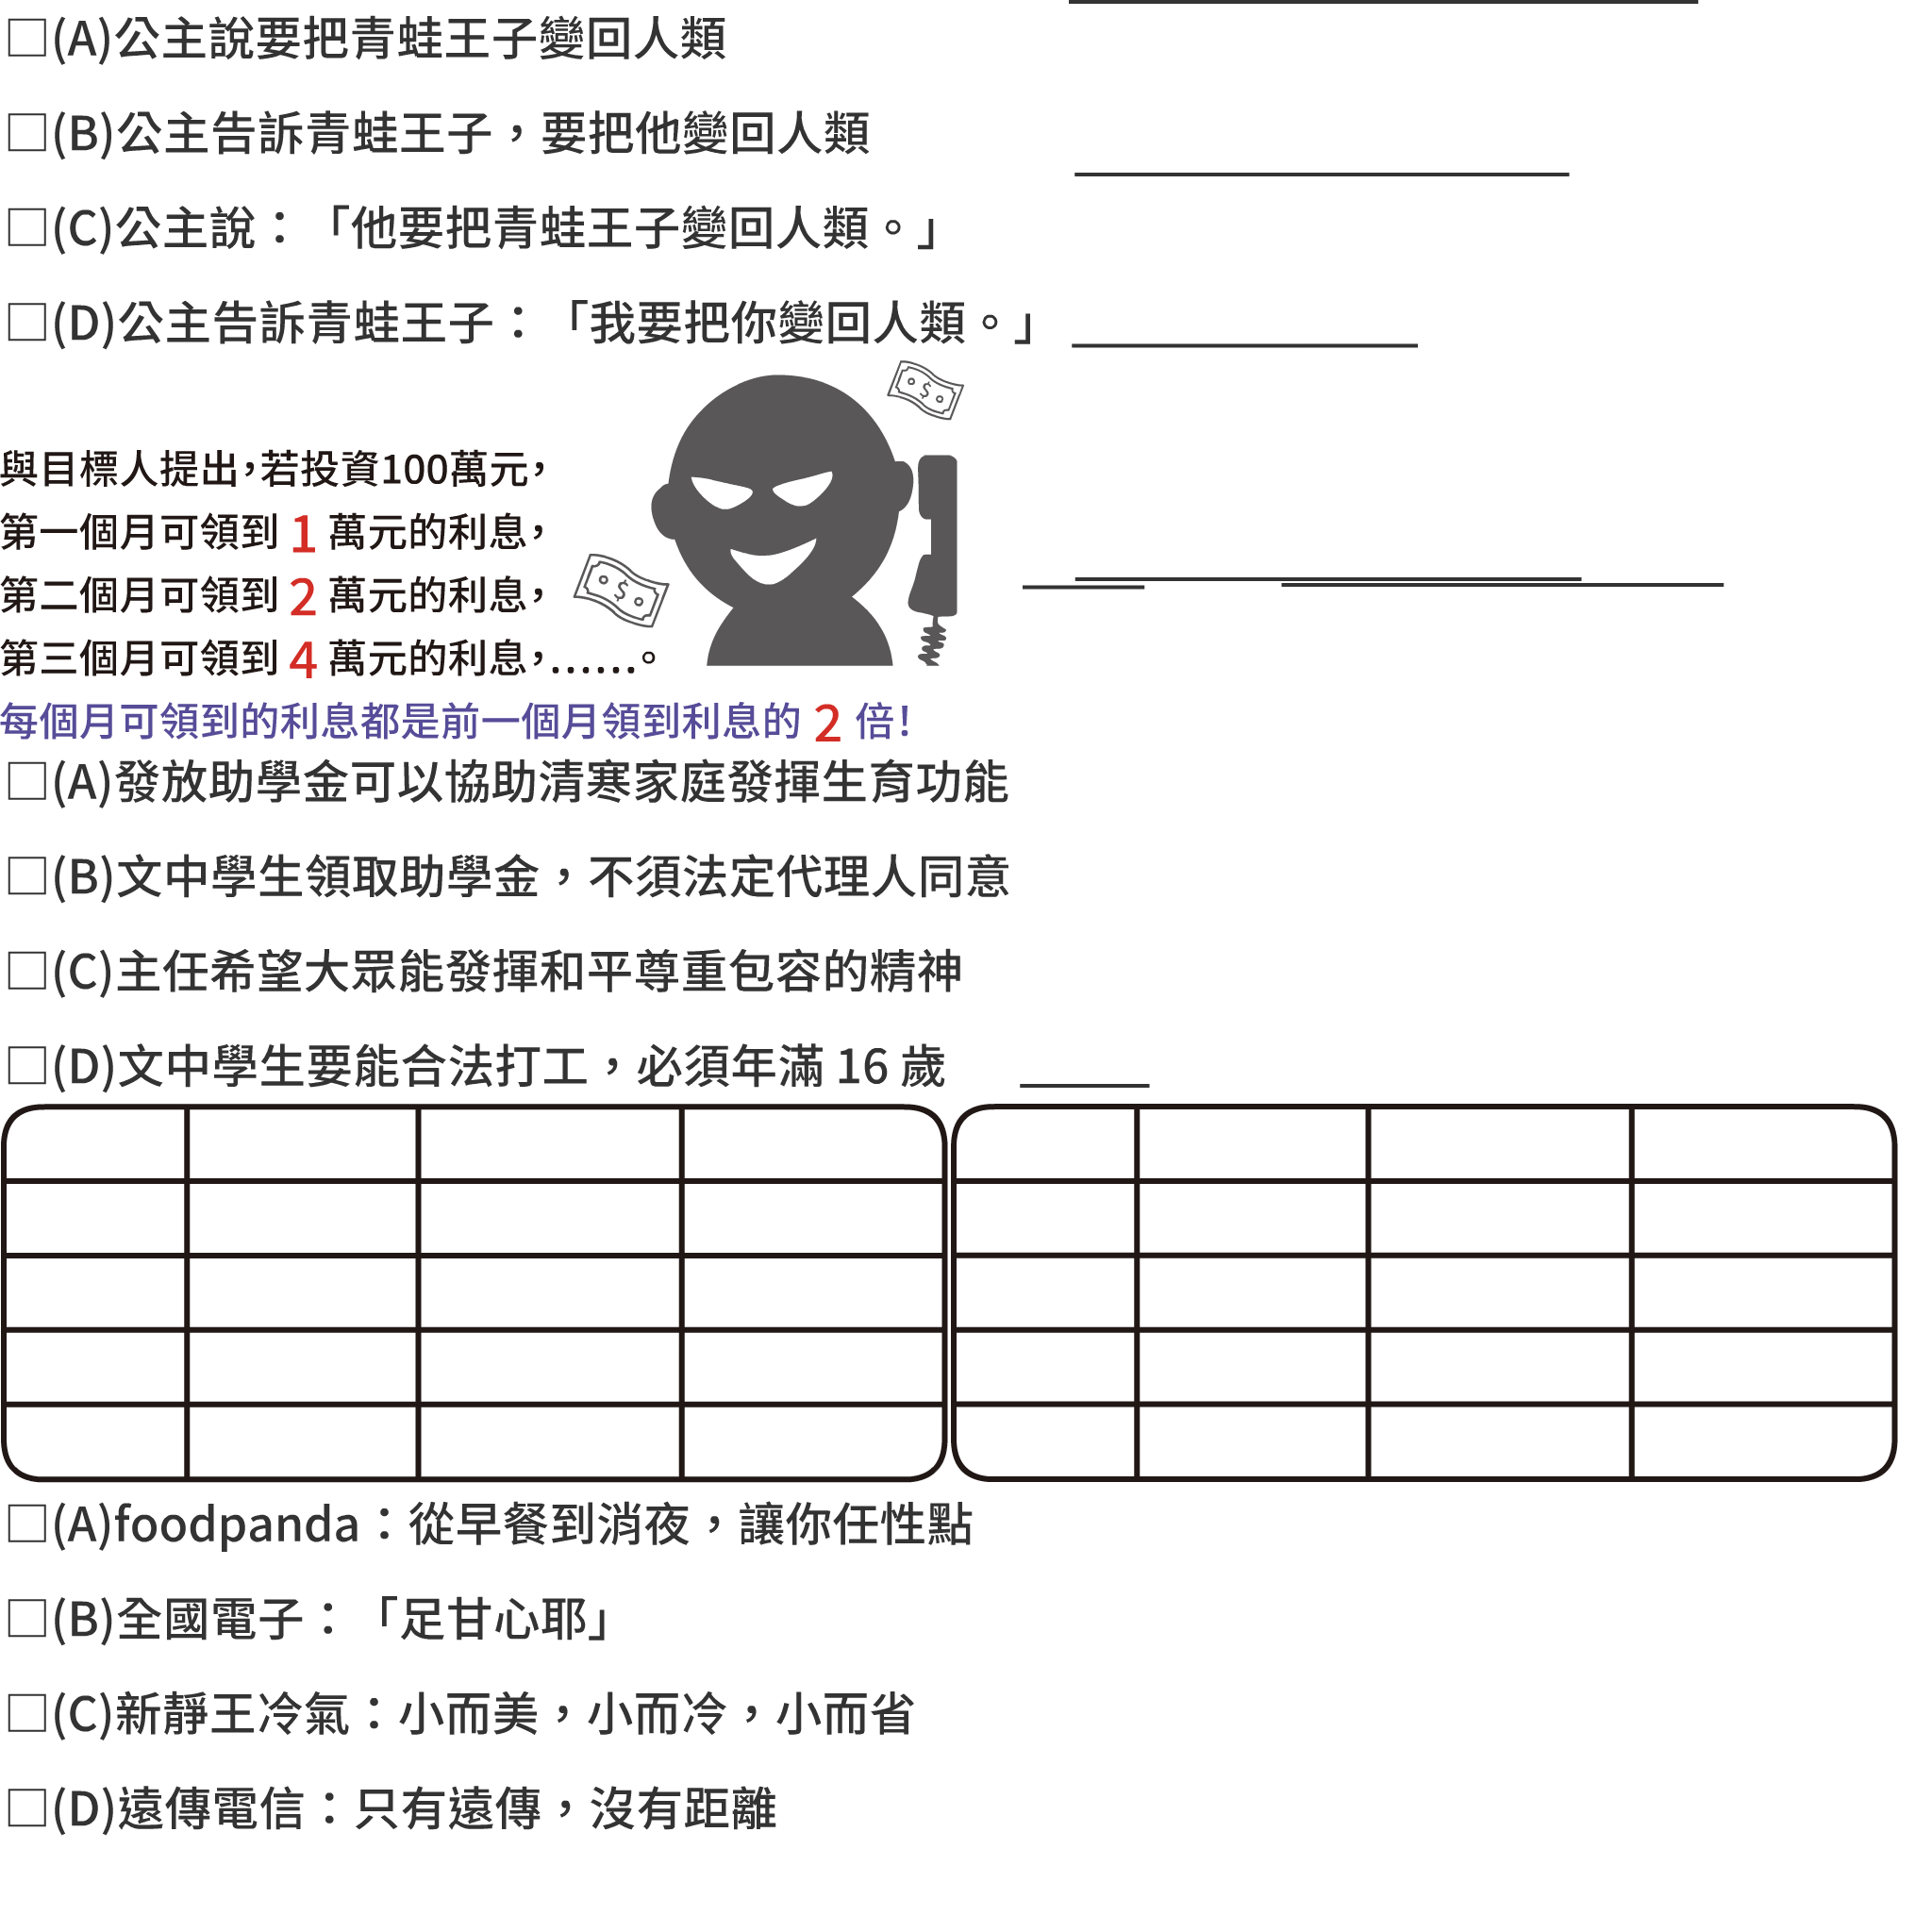 □(A)公主說要把青蛙王子變回人類
□(B)公主告訴青蛙王子，要把他變回人類
□(C)公主說：「他要把青蛙王子變回人類。」
□(D)公主告訴青蛙王子：「我要把你變回人類。」
與目標人提出，若投資100萬元，
第一個月可領到 1 萬元的利息，
第二個月可領到 2 萬元的利息，
第三個月可領到 4 萬元的利息，……。
每個月可領到的利息都是前一個月領到利息的 2 倍！
□(A)發放助學金可以協助清寒家庭發揮生育功能
□(B)文中學生領取助學金，不須法定代理人同意
□(C)主任希望大眾能發揮和平尊重包容的精神
□(D)文中學生要能合法打工，必須年滿 16 歲
□(A)foodpanda：從早餐到消夜，讓你任性點
□(B)全國電子：「足甘心耶」
□(C)新靜王冷氣：小而美，小而冷，小而省
□(D)遠傳電信：只有遠傳，沒有距離